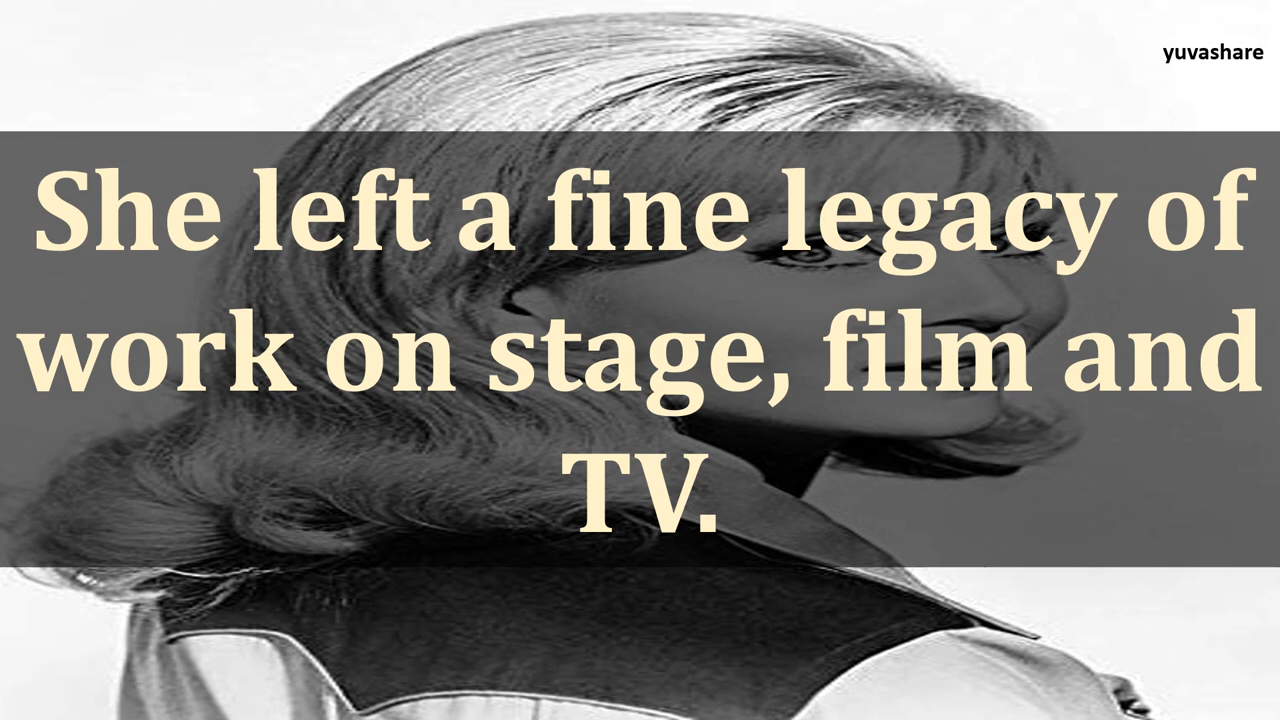 yuvashare
She left a fine legacy of
work on stage, film and
TV.